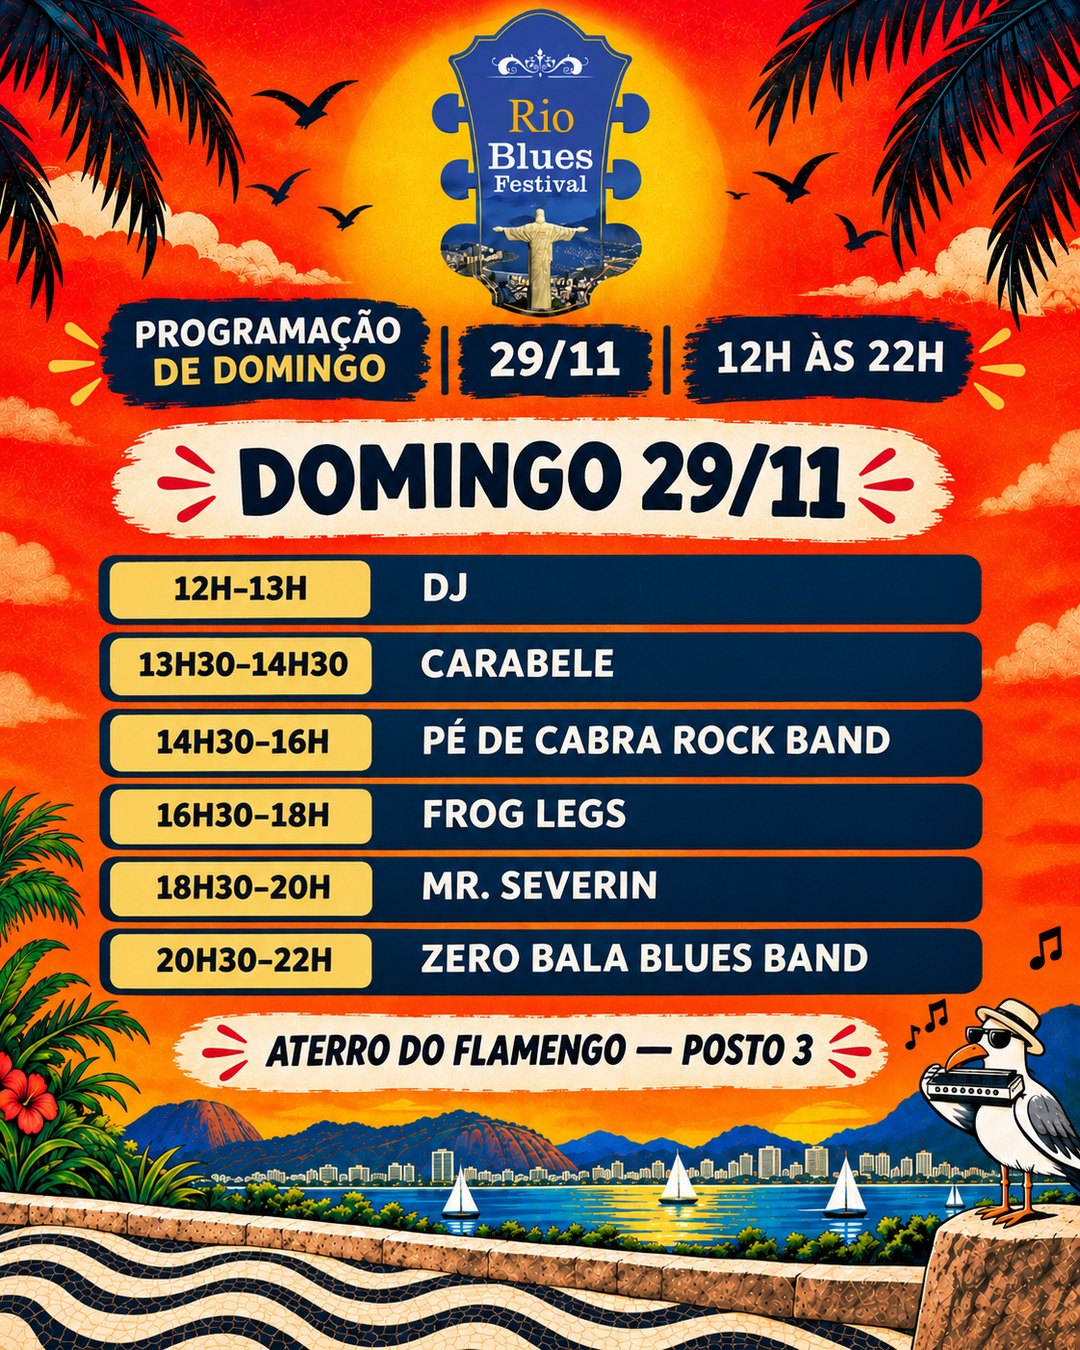 Rio
Blues
Festival
PROGRAMAÇÃO
DE DOMINGO
29/11
12H ÀS 22H
DOMINGO 29/11
12H–13H DJ
13H30–14H30 CARABELE
14H30–16H PÉ DE CABRA ROCK BAND
16H30–18H FROG LEGS
18H30–20H MR. SEVERIN
20H30–22H ZERO BALA BLUES BAND
ATERRO DO FLAMENGO — POSTO 3